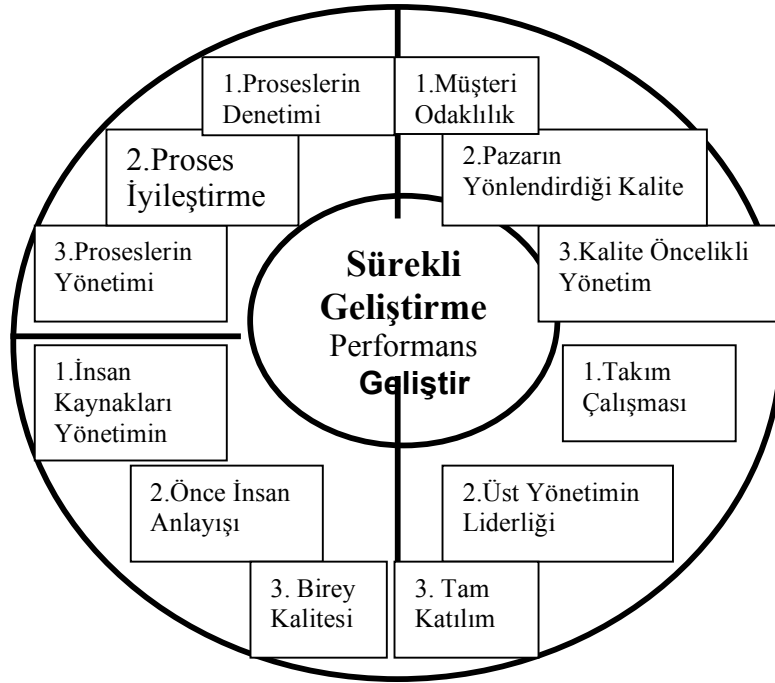 1.Proseslerin
Denetimi
1.Müşteri
Odaklılık
2.Proses
İyileştirme
2.Pazarın
Yönlendirdiği Kalite
3.Proseslerin
Yönetimi
3.Kalite Öncelikli
Yönetim
Sürekli
Geliştirme
Performans
Geliştir
1.İnsan
Kaynakları
Yönetimin
1.Takım
Çalışması
2.Önce İnsan
Anlayışı
2.Üst Yönetimin
Liderliği
3. Birey
Kalitesi
3. Tam
Katılım